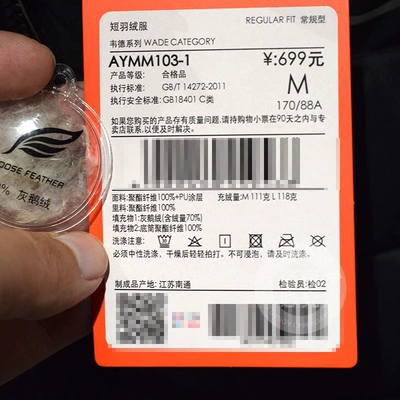 短羽绒服
REGULAR FIT 常规型
韦德系列 WADE CATEGORY
AYMM103-1
¥:699元
产品等级: 合格品
M
执行标准: GB/T 14272-2011
执行安全标准: GB18401 C类
170/88A
如果您购买的产品存有质量问题,请持购物小票在90天之内与专卖店联系,以便及时为您解决。
面料:聚酯纤维100%+PU涂层
充绒量:M 111克 L 118克
里料:聚酯纤维100%
填充物1:灰鹅绒(含绒量70%)
填充物2:底筒聚酯纤维100%
洗涤注意:
必须中性洗涤,干燥后轻轻拍打。不可浸泡,请及时洗涤。
制成品产地: 江苏南通
检验员:检02
OOSE FEATHER
% 灰鹅绒